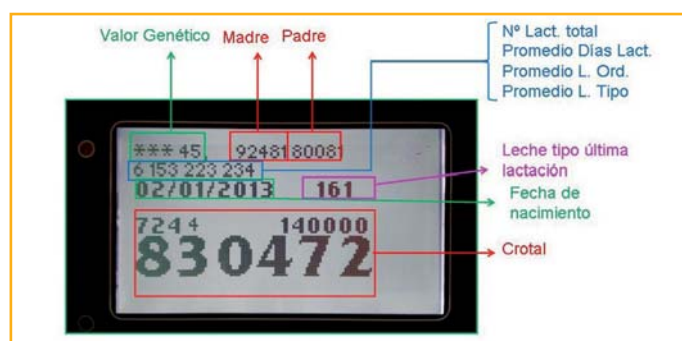 Valor Genético Madre Padre
Nº Lact. total
Promedio Días Lact.
Promedio L. Ord.
Promedio L. Tipo
*** 45 92481 80081
6 153 223 234
02/01/2013 161
Leche tipo última
lactación
Fecha de
nacimiento
7244 140000
830472
Crotal